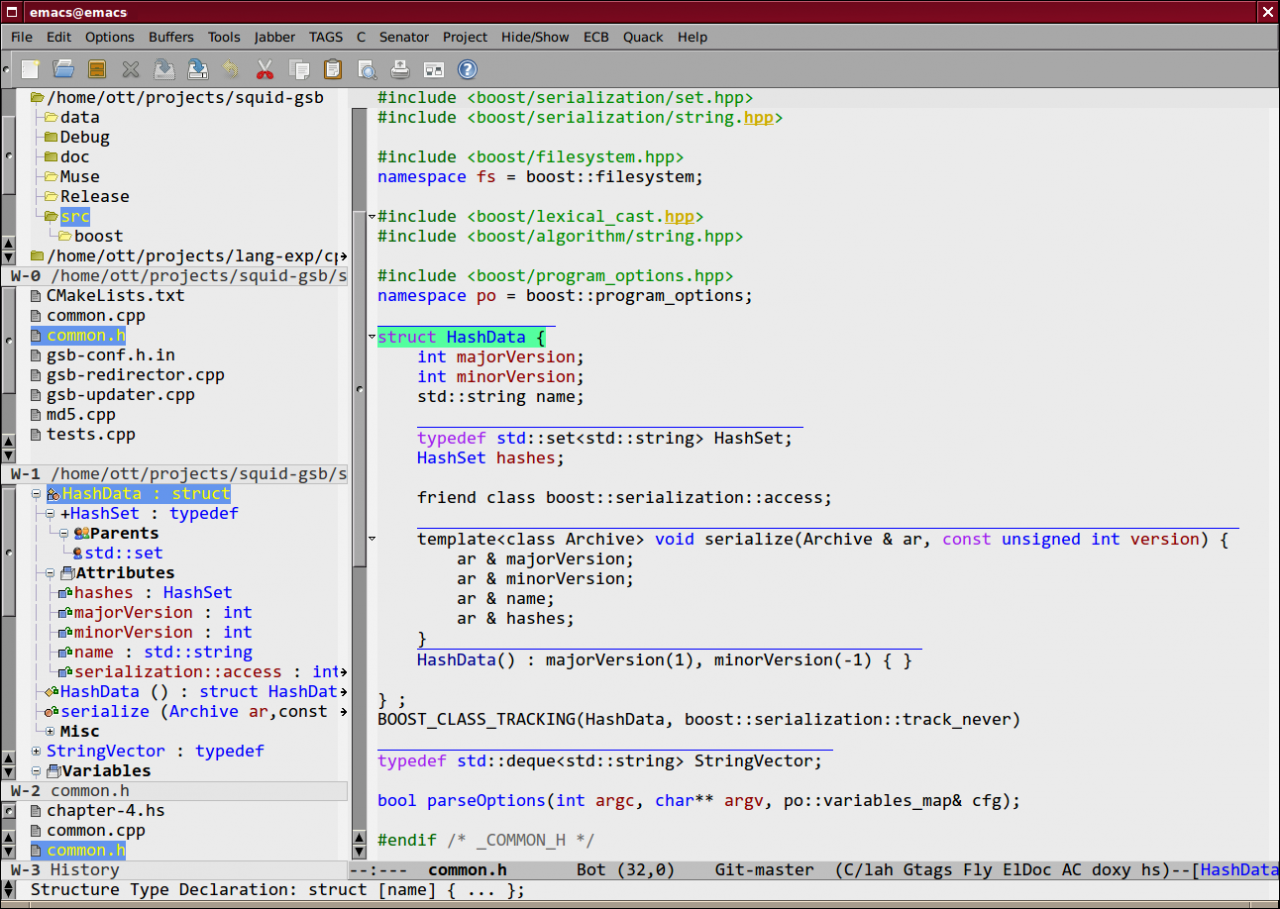 emacs@emacs
File Edit Options Buffers Tools Jabber TAGS C Senator Project Hide/Show ECB Quack Help
/home/ott/projects/squid-gsb
data
Debug
doc
Muse
Release
src
boost
/home/ott/projects/lang-exp/cp
W-0 /home/ott/projects/squid-gsb/s
CMakeLists.txt
common.cpp
common.h
gsb-conf.h.in
gsb-redirector.cpp
gsb-updater.cpp
md5.cpp
tests.cpp
W-1 /home/ott/projects/squid-gsb/s
HashData : struct
+HashSet : typedef
Parents
std::set
Attributes
hashes : HashSet
majorVersion : int
minorVersion : int
name : std::string
serialization::access : int
HashData () : struct HashDat
serialize (Archive ar,const
Misc
StringVector : typedef
Variables
W-2 common.h
chapter-4.hs
common.cpp
common.h
W-3 History
#include <boost/serialization/set.hpp>
#include <boost/serialization/string.hpp>
#include <boost/filesystem.hpp>
namespace fs = boost::filesystem;
#include <boost/lexical_cast.hpp>
#include <boost/algorithm/string.hpp>
#include <boost/program_options.hpp>
namespace po = boost::program_options;
struct HashData {
int majorVersion;
int minorVersion;
std::string name;
typedef std::set<std::string> HashSet;
HashSet hashes;
friend class boost::serialization::access;
template<class Archive> void serialize(Archive & ar, const unsigned int version) {
ar & majorVersion;
ar & minorVersion;
ar & name;
ar & hashes;
}
HashData() : majorVersion(1), minorVersion(-1) { }
} ;
BOOST_CLASS_TRACKING(HashData, boost::serialization::track_never)
typedef std::deque<std::string> StringVector;
bool parseOptions(int argc, char** argv, po::variables_map& cfg);
#endif /* _COMMON_H */
--:--- common.h Bot (32,0) Git-master (C/lah Gtags Fly ElDoc AC doxy hs)--[HashData
Structure Type Declaration: struct [name] { ... };